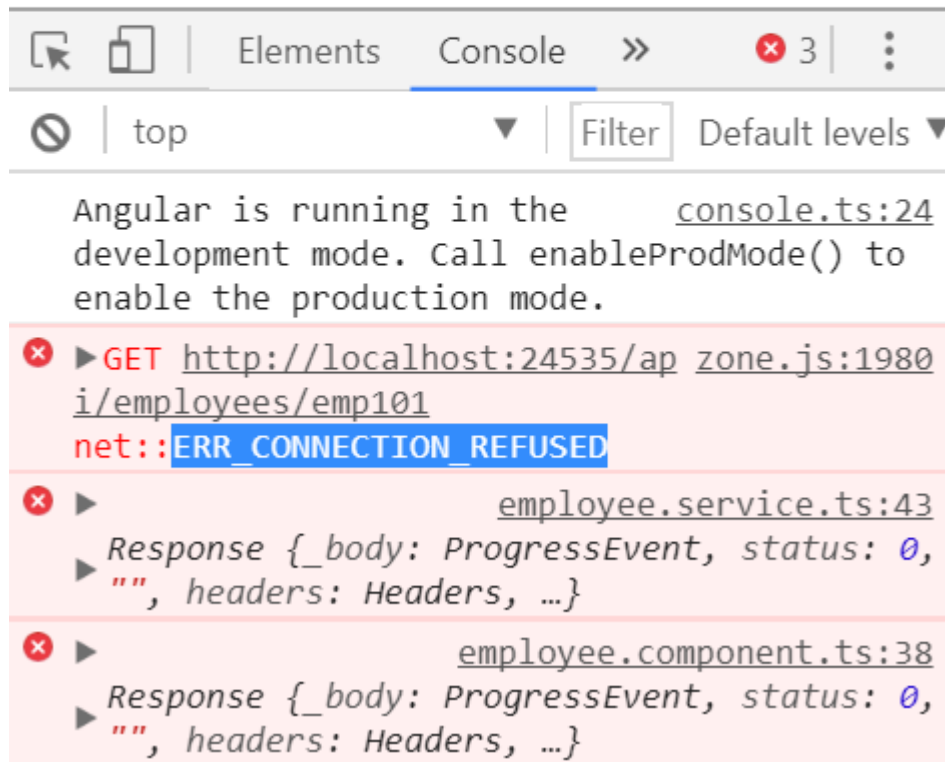 Elements Console » 3
top Filter Default levels
Angular is running in the console.ts:24
development mode. Call enableProdMode() to
enable the production mode.
GET http://localhost:24535/ap zone.js:1980
i/employees/emp101
net::ERR_CONNECTION_REFUSED
employee.service.ts:43
Response {_body: ProgressEvent, status: 0,
"", headers: Headers, …}
employee.component.ts:38
Response {_body: ProgressEvent, status: 0,
"", headers: Headers, …}